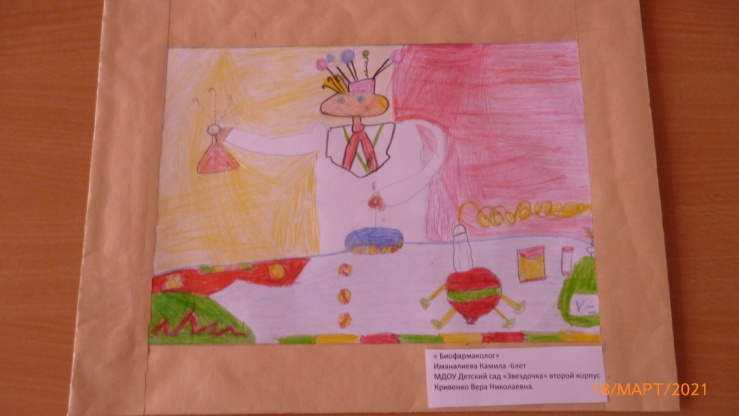 V=
« Биофармаколог»
Иманалиева Камила -6лет
МДОУ Детский сад «Звездочка» второй корпус
Кривенко Вера Николаевна.
18/МАРТ/2021